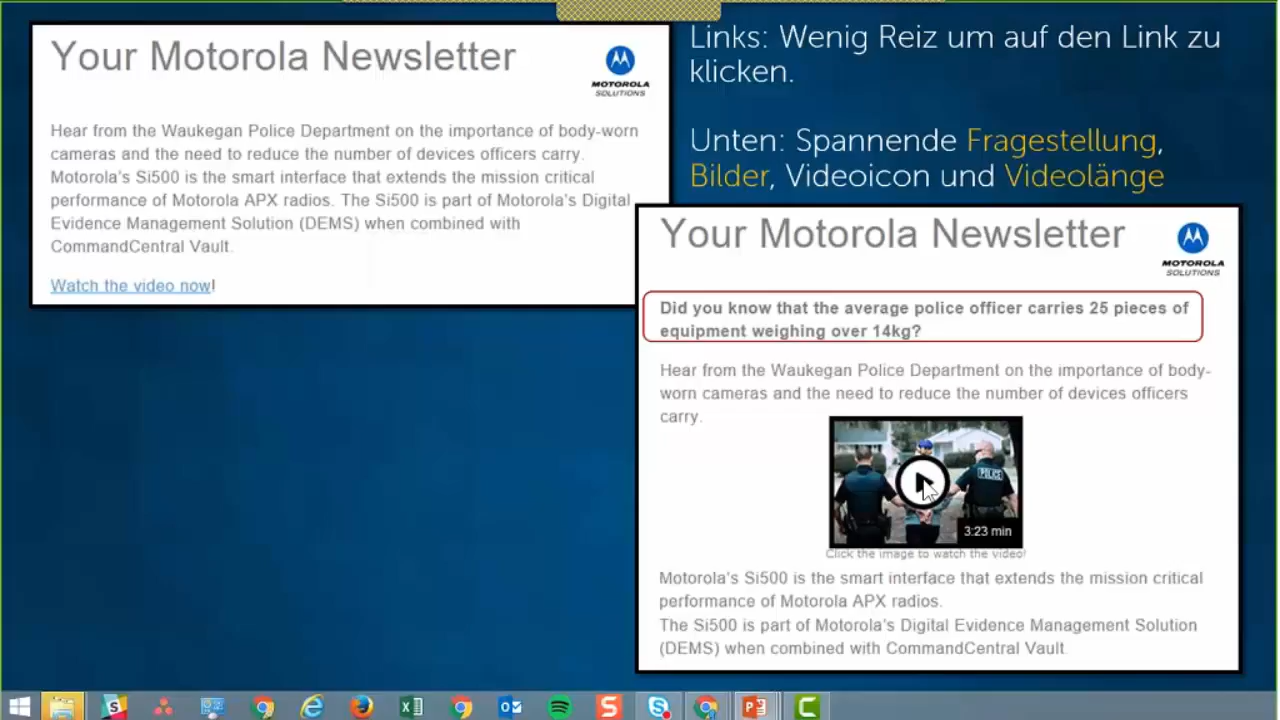 Your Motorola Newsletter
MOTOROLA
SOLUTIONS
Hear from the Waukegan Police Department on the importance of body-worn
cameras and the need to reduce the number of devices officers carry.
Motorola's Si500 is the smart interface that extends the mission critical
performance of Motorola APX radios. The Si500 is part of Motorola's Digital
Evidence Management Solution (DEMS) when combined with
CommandCentral Vault.
Watch the video now!
Links: Wenig Reiz um auf den Link zu
klicken.
Unten: Spannende Fragestellung,
Bilder, Videoicon und Videolänge
Your Motorola Newsletter
MOTOROLA
SOLUTIONS
Did you know that the average police officer carries 25 pieces of
equipment weighing over 14kg?
Hear from the Waukegan Police Department on the importance of body-
worn cameras and the need to reduce the number of devices officers
carry.
POLICE
3:23 min
Click the image to watch the video!
Motorola's Si500 is the smart interface that extends the mission critical
performance of Motorola APX radios.
The Si500 is part of Motorola's Digital Evidence Management Solution
(DEMS) when combined with CommandCentral Vault.